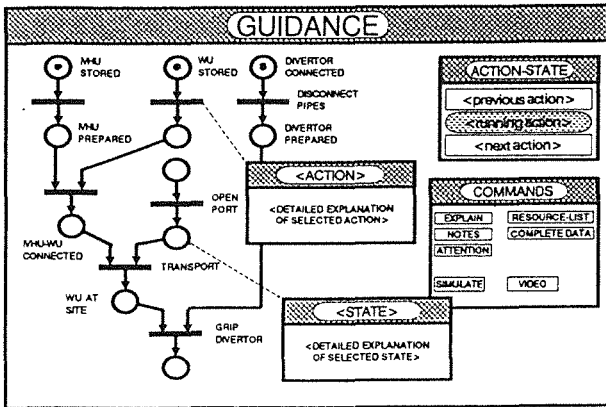 GUIDANCE
MHU
STORED
WU
STORED
DIVERTOR
CONNECTED
DISCONNECT
PIPES
MHU
PREPARED
DIVERTOR
PREPARED
OPEN
PORT
MHU-WU
CONNECTED
TRANSPORT
WU AT
SITE
GRIP
DIVERTOR
<ACTION>
<DETAILED EXPLANATION
OF SELECTED ACTION>
<STATE>
<DETAILED EXPLANATION
OF SELECTED STATE>
ACTION-STATE
<previous action>
<running action>
<next action>
COMMANDS
EXPLAIN RESOURCE-LIST
NOTES COMPLETE DATA
ATTENTION
SIMULATE VIDEO